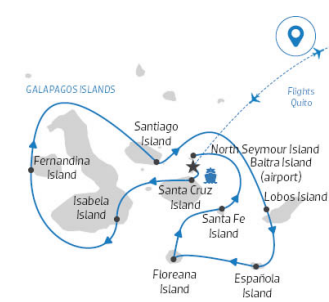 GALAPAGOS ISLANDS
Flights
Quito
Santiago
Island
North Seymour Island
Baltra Island
(airport)
Fernandina
Island
Santa Cruz
Island
Lobos Island
Isabela
Island
Santa Fe
Island
Floreana
Island
Española
Island